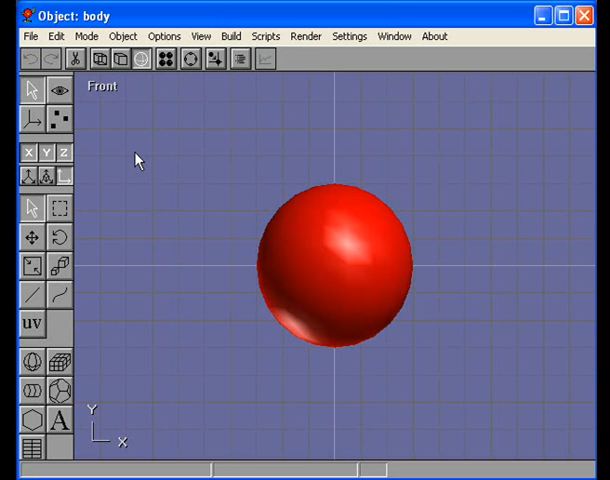 Object: body
File Edit Mode Object Options View Build Scripts Render Settings Window About
Front
X Y Z
uv
A
Y
X